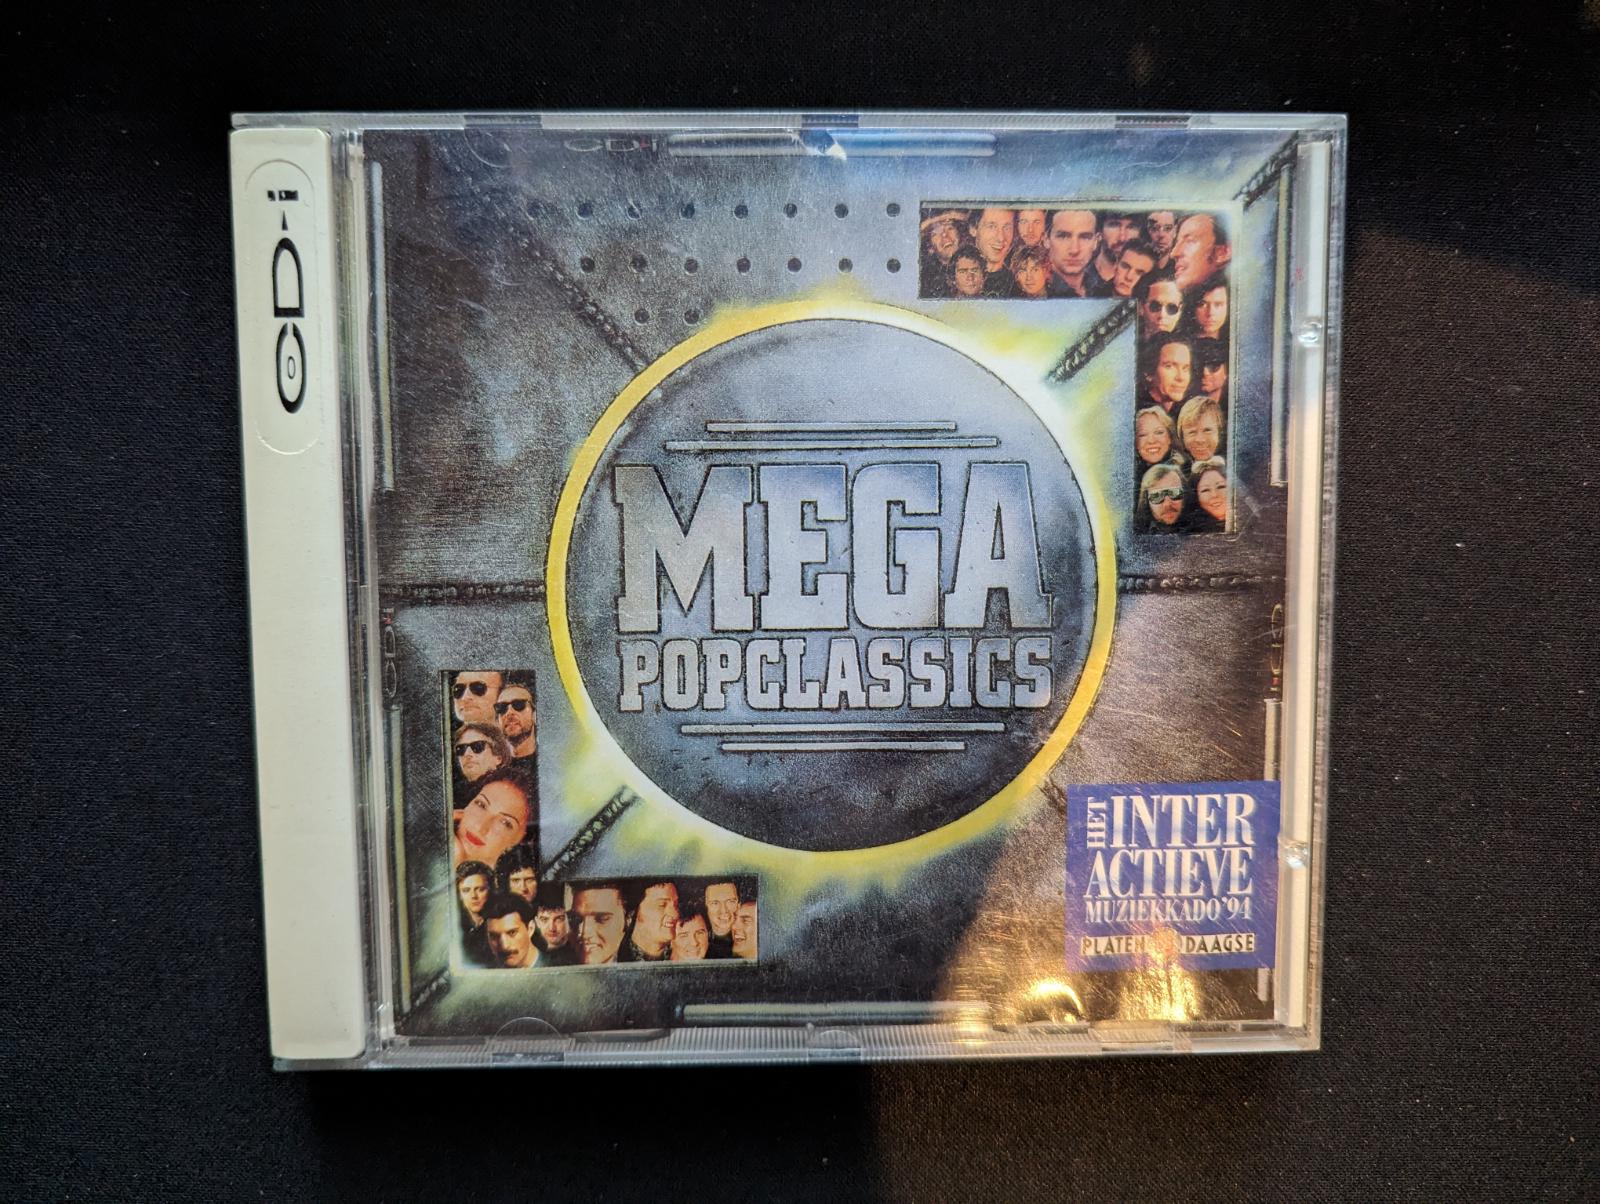 CD-i
MEGA
POPCLASSICS
HET INTER
ACTIEVE
MUZIEKKADO'94
PLATEN DAAGSE